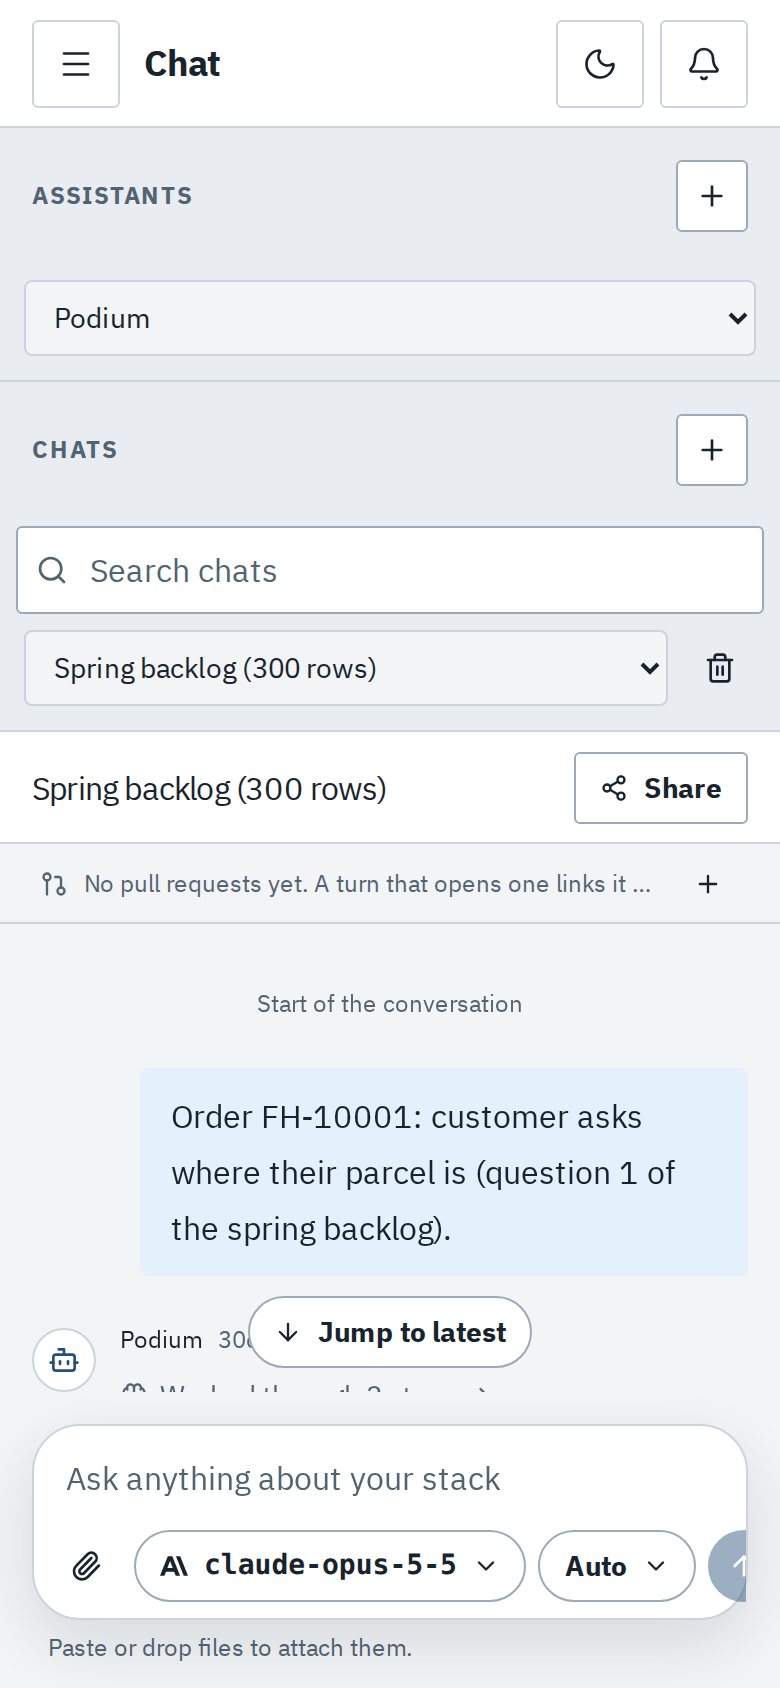 Chat
ASSISTANTS
Podium
CHATS
Search chats
Spring backlog (300 rows)
Spring backlog (300 rows)
Share
No pull requests yet. A turn that opens one links it ...
Start of the conversation
Order FH-10001: customer asks
where their parcel is (question 1 of
the spring backlog).
Podium
Jump to latest
Ask anything about your stack
claude-opus-5-5
Auto
Paste or drop files to attach them.